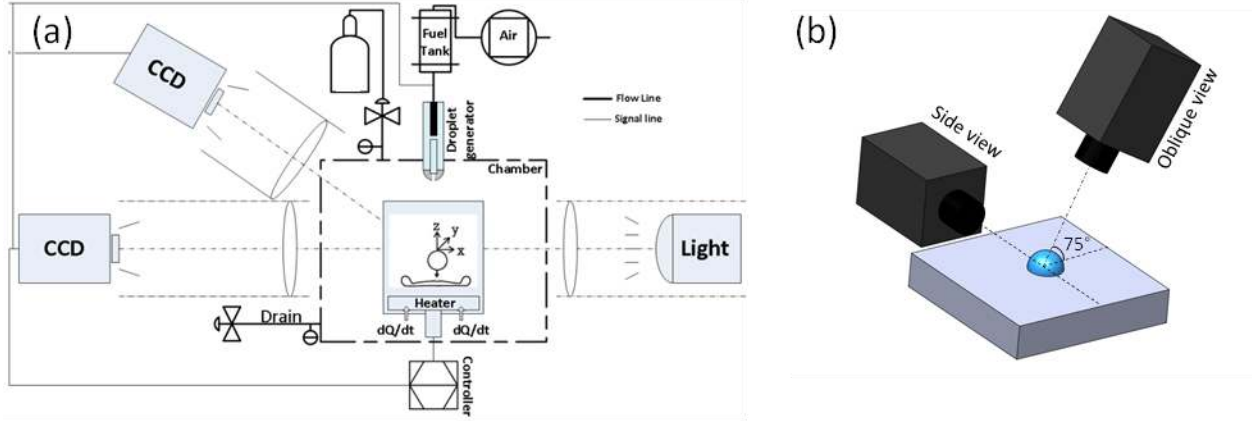 (a)
CCD
Fuel
Tank
Air
Flow Line
Signal line
Droplet
generator
Chamber
CCD
Light
z
y
x
Heater
dQ/dt
dQ/dt
Drain
Controller
(b)
Side view
Oblique view
75°